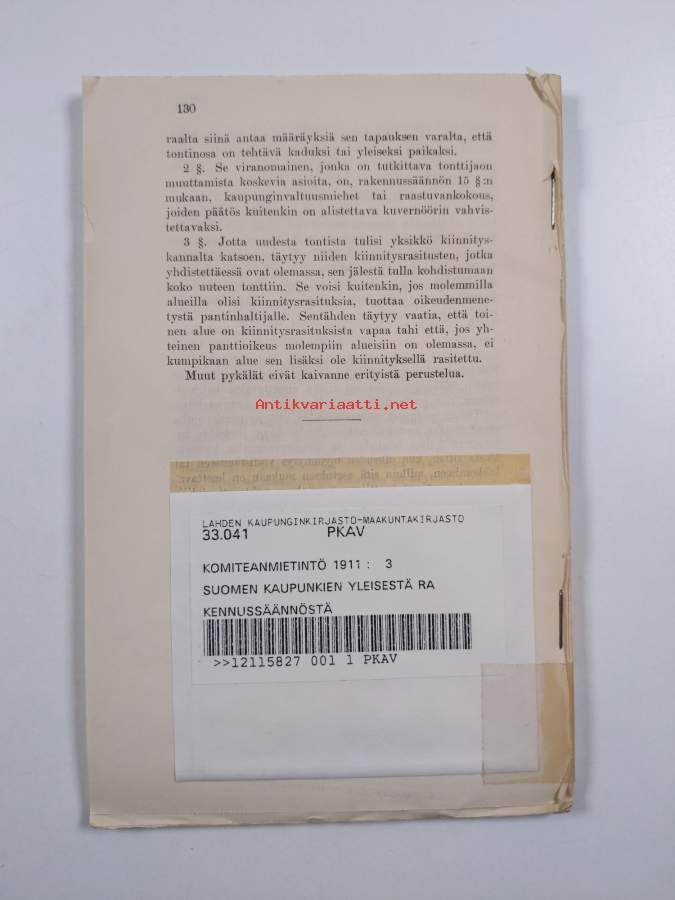 130
raalta siinä antaa määräyksiä sen tapauksen varalta, että
tontinosa on tehtävä kaduksi tai yleiseksi paikaksi.
2 §. Se viranomainen, jonka on tutkittava tonttijaon
muuttamista koskevia asioita, on, rakennussäännön 15 §:n
mukaan, kaupunginvaltuusmiehet tai raastuvankokous,
joiden päätös kuitenkin on alistettava kuvernöörin vahvis-
tettavaksi.
3 §. Jotta uudesta tontista tulisi yksikkö kiinnitys-
kannalta katsoen, täytyy niiden kiinnitysrasitusten, jotka
yhdistettäessä ovat olemassa, sen jälestä tulla kohdistumaan
koko uuteen tonttiin. Se voisi kuitenkin, jos molemmilla
alueilla olisi kiinnitysrasituksia, tuottaa oikeudenmene-
tystä pantinhaltijalle. Sentähden täytyy vaatia, että toi-
nen alue on kiinnitysrasituksista vapaa tahi että, jos yh-
teinen panttioikeus molempiin alueisiin on olemassa, ei
kumpikaan alue sen lisäksi ole kiinnityksellä rasitettu.
Muut pykälät eivät kaivanne erityistä perustelua.
Antikvariaatti.net
LAHDEN KAUPUNGINKIRJASTO-MAAKUNTAKIRJASTO
33.041 PKAV
KOMITEANMIETINTÖ 1911 : 3
SUOMEN KAUPUNKIEN YLEISESTÄ RA
KENNUSSÄÄNNÖSTÄ
>>12115827 001 1 PKAV